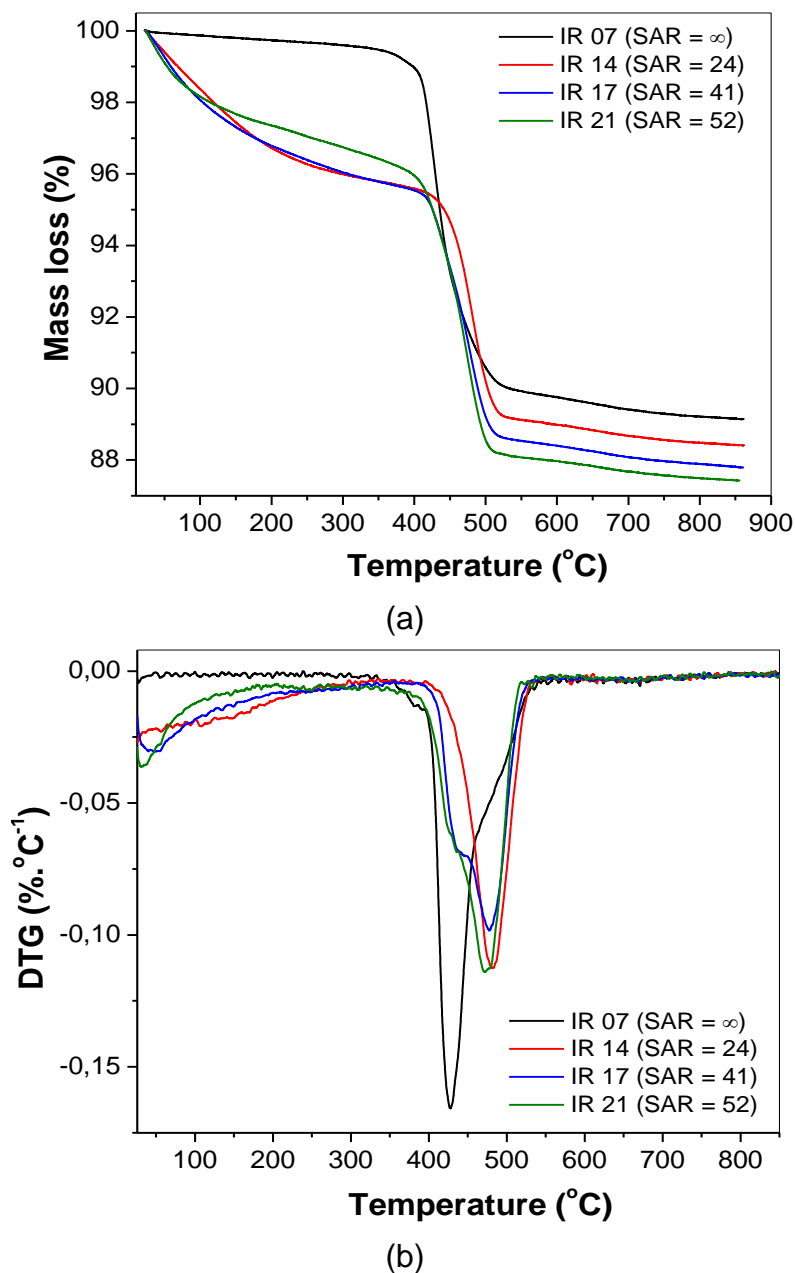 100
98
96
94
92
90
88
Mass loss (%)
IR 07 (SAR = ∞)
IR 14 (SAR = 24)
IR 17 (SAR = 41)
IR 21 (SAR = 52)
100 200 300 400 500 600 700 800 900
Temperature (°C)
(a)
0,00
-0,05
-0,10
-0,15
DTG (%.°C⁻¹)
IR 07 (SAR = ∞)
IR 14 (SAR = 24)
IR 17 (SAR = 41)
IR 21 (SAR = 52)
100 200 300 400 500 600 700 800
Temperature (°C)
(b)